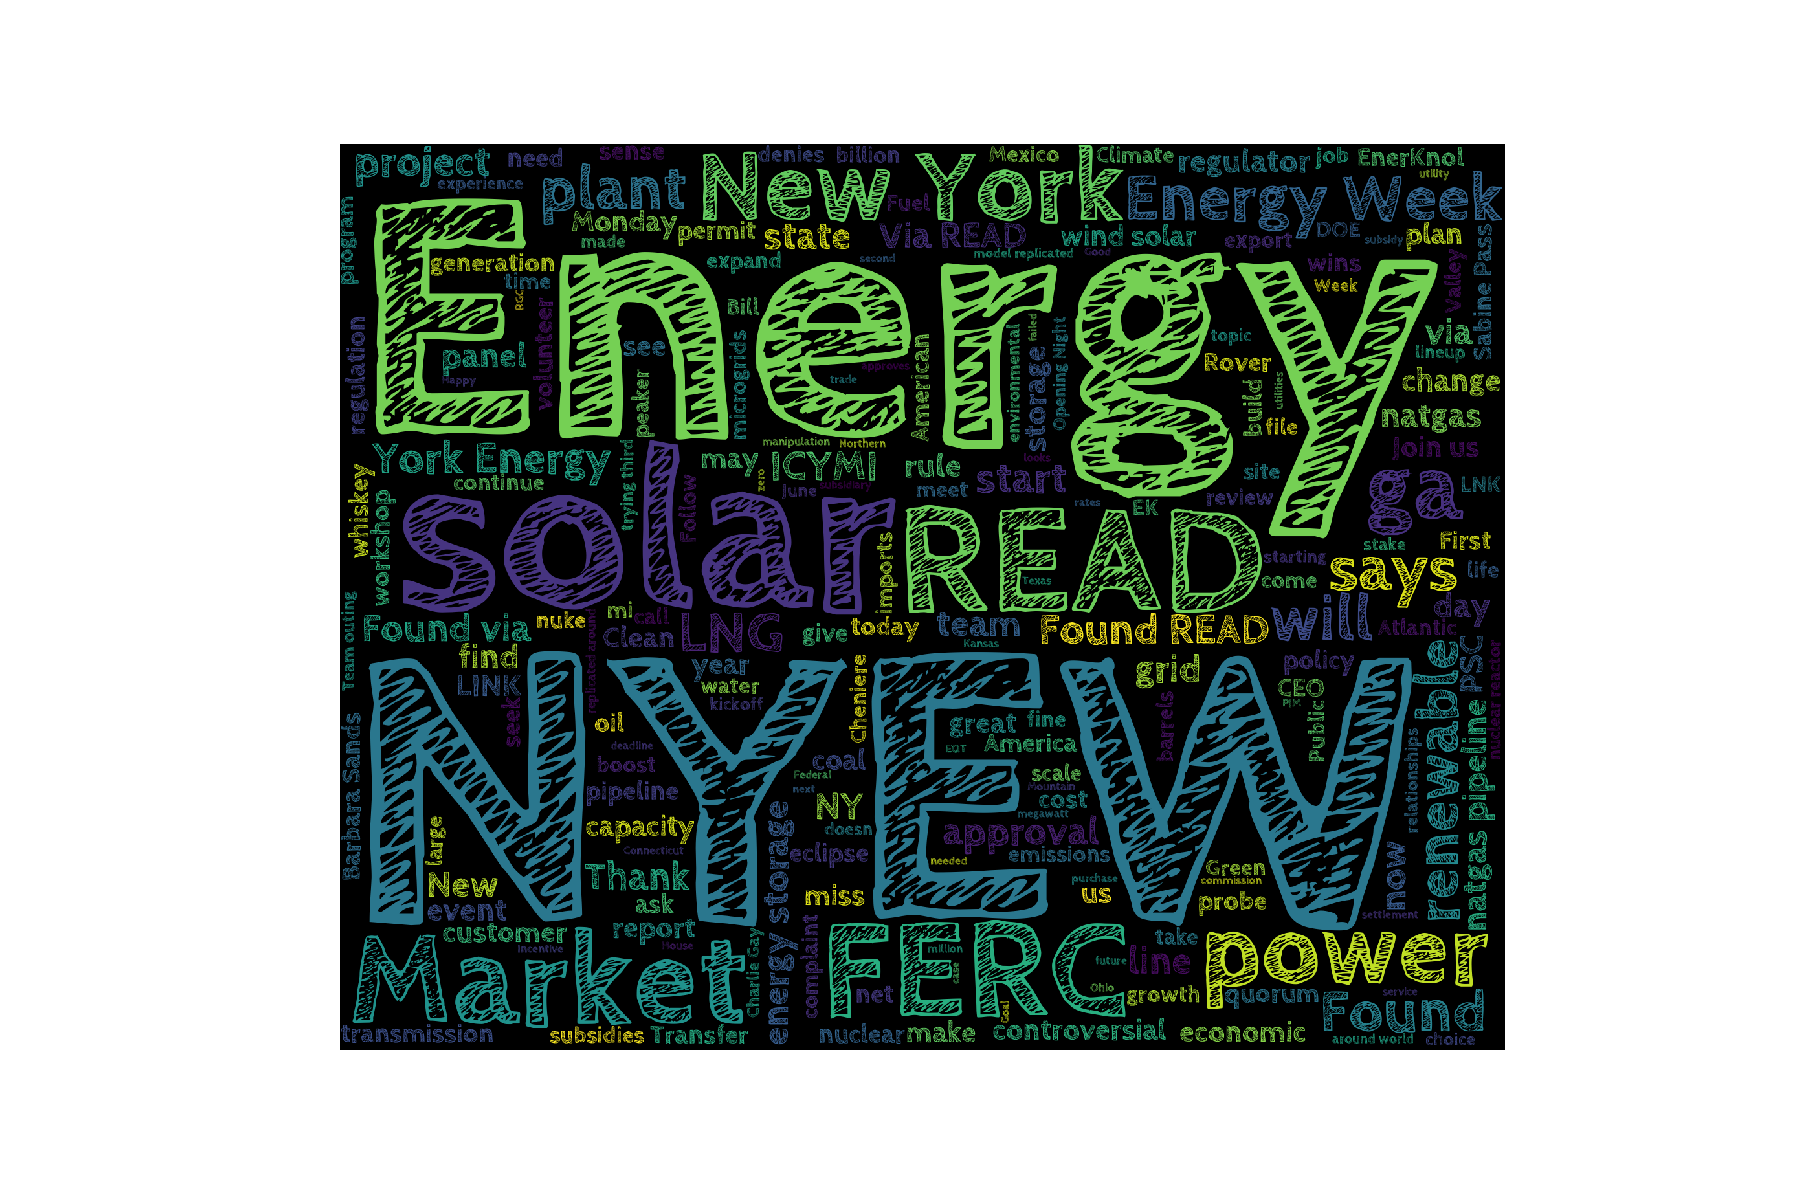 project
need
sense
experience
plant
New York
denies
billion
Mexico
Climate
regulator
job
EnerKnol
utility
Energy Week
Fuel
Monday
made
permit
state
Via READ
second
wind solar
model replicated
Good
export
DOE
subsidy
plan
program
generation
time
RGC
expand
Bill
Energy
wins
Week
Valley
Sabine Pass
via
lineup
regulation
panel
Happy
volunteer
see
peaker
microgrids
trade
approves
American
environmental
failed
storage
Opening Night
topic
Rover
build
utilities
file
change
natgas
Join us
York Energy
continue
trying third
Follow
may
manipulation
Northern
zero
ICYMI
June
subsidiary
rule
meet
looks
start
rates
EK
site
review
ga
LNK
whiskey
workshop
solar
READ
Texas
imports
starting
come
stake
First
says
life
Team outing
Found via
nuke
replicated around
mi
call
Clean
LNG
give
today
team
Kansas
Found READ
will
day
Atlantic
find
LINK
seek
year
water
kickoff
Cheniere
grid
barrels
policy
CEO
PJX
Public
renewable
PSC
nuclear reactor
NYEW
oil
deadline
boost
pipeline
capacity
Connecticut
great
fine
EQT
America
scale
Mountain
cost
megawatt
coal
Federal
next
NY
doesn
eclipse
approval
needed
emissions
relationships
natgas pipeline
Barbara Sands
large
New
event
Thank
ask
energy storage
miss
purchase
us
Green
commission
probe
now
settlement
customer
incentive
report
House
Market
charlie Gay
complaint
net
FERC
million
case
Goal
future
Ohio
take
line
growth
power
quorum
service
Found
transmission
subsidies
Transfer
nuclear
make
controversial
economic
around world
choice